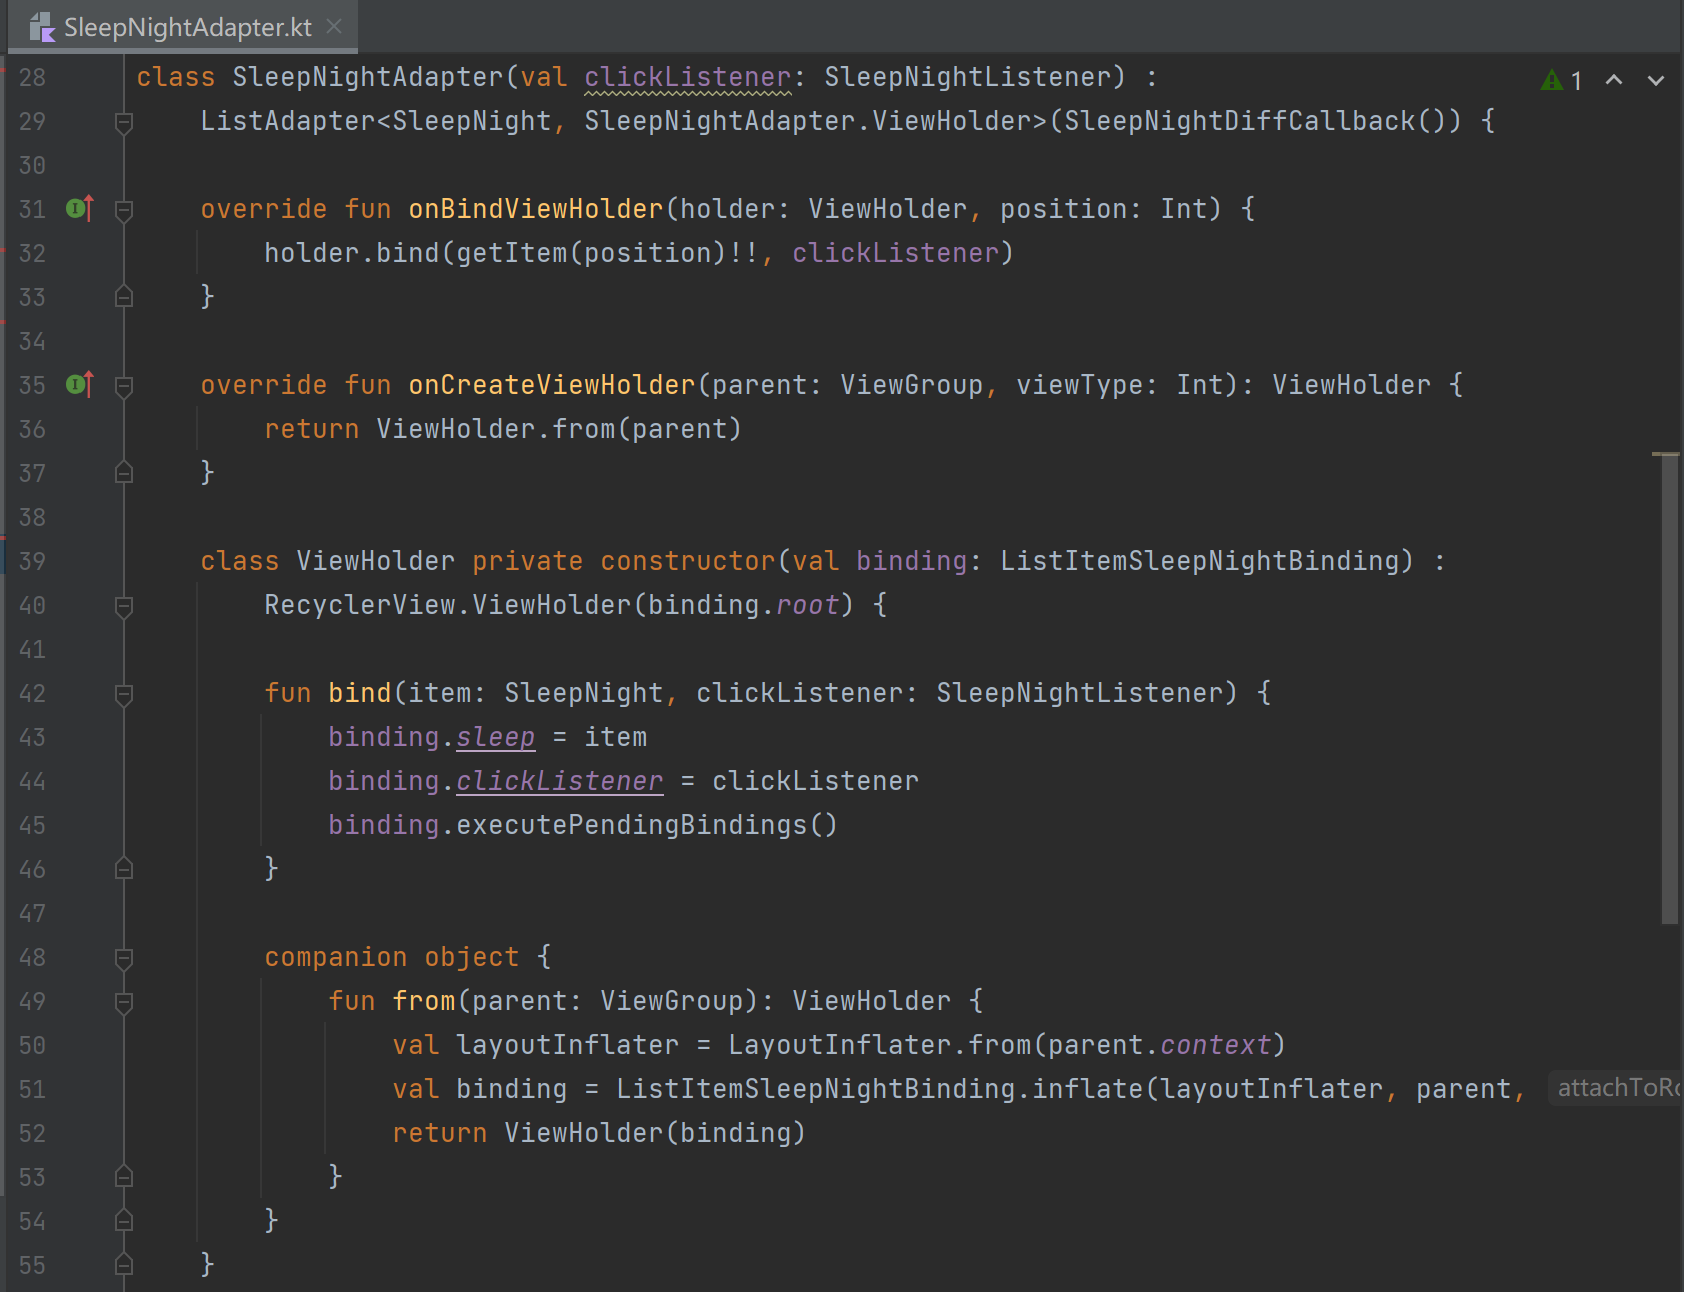 SleepNightAdapter.kt
28 class SleepNightAdapter(val clickListener: SleepNightListener) : 1
29 ListAdapter<SleepNight, SleepNightAdapter.ViewHolder>(SleepNightDiffCallback()) {
30
31 override fun onBindViewHolder(holder: ViewHolder, position: Int) {
32 holder.bind(getItem(position)!!, clickListener)
33 }
34
35 override fun onCreateViewHolder(parent: ViewGroup, viewType: Int): ViewHolder {
36 return ViewHolder.from(parent)
37 }
38
39 class ViewHolder private constructor(val binding: ListItemSleepNightBinding) :
40 RecyclerView.ViewHolder(binding.root) {
41
42 fun bind(item: SleepNight, clickListener: SleepNightListener) {
43 binding.sleep = item
44 binding.clickListener = clickListener
45 binding.executePendingBindings()
46 }
47
48 companion object {
49 fun from(parent: ViewGroup): ViewHolder {
50 val layoutInflater = LayoutInflater.from(parent.context)
51 val binding = ListItemSleepNightBinding.inflate(layoutInflater, parent,
52 return ViewHolder(binding)
53 }
54 }
55 }